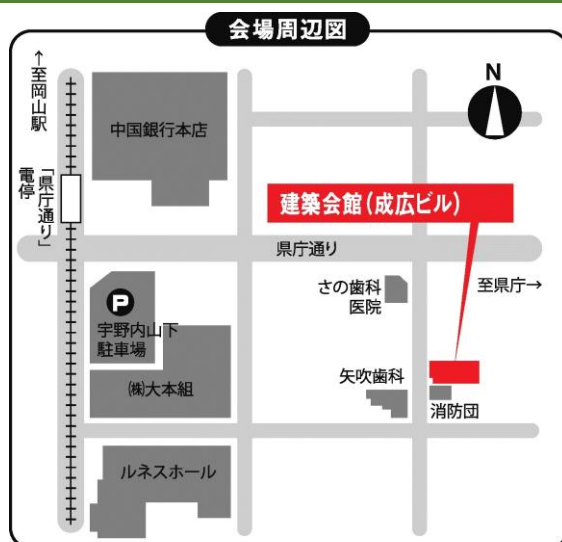 会場周辺図
↑至岡山駅
N
中国銀行本店
「県庁通り」
電停
建築会館(成広ビル)
県庁通り
さの歯科
医院
至県庁→
P
宇野内山下
駐車場
矢吹歯科
㈱大本組
消防団
ルネスホール